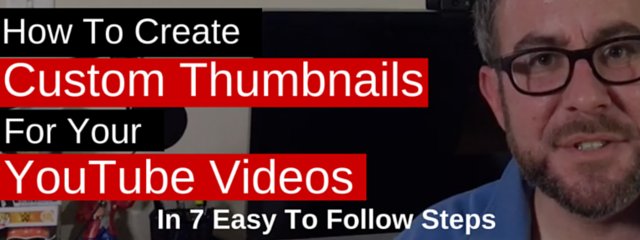 How To Create
Custom Thumbnails
For Your
YouTube Videos
In 7 Easy To Follow Steps